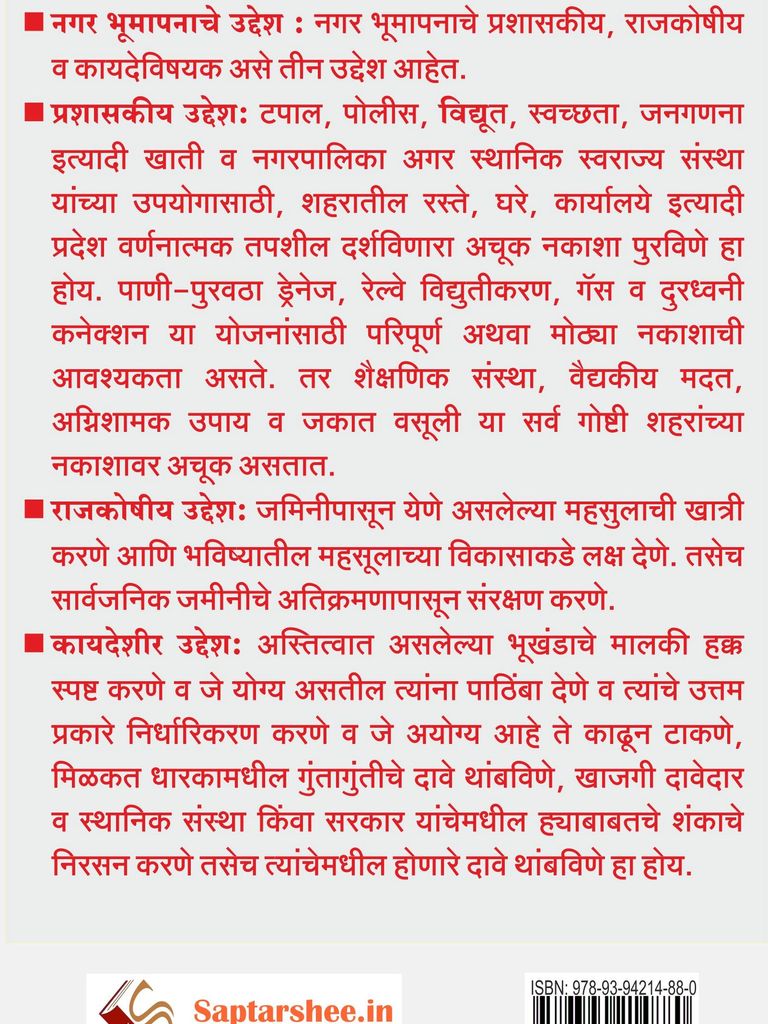 ■ नगर भूमापनाचे उद्देश : नगर भूमापनाचे प्रशासकीय, राजकोषीय
व कायदेविषयक असे तीन उद्देश आहेत.
■ प्रशासकीय उद्देश: टपाल, पोलीस, विद्यूत, स्वच्छता, जनगणना
इत्यादी खाती व नगरपालिका अगर स्थानिक स्वराज्य संस्था
यांच्या उपयोगासाठी, शहरातील रस्ते, घरे, कार्यालये इत्यादी
प्रदेश वर्णनात्मक तपशील दर्शविणारा अचूक नकाशा पुरविणे हा
होय. पाणी-पुरवठा ड्रेनेज, रेल्वे विद्युतीकरण, गॅस व दुरध्वनी
कनेक्शन या योजनांसाठी परिपूर्ण अथवा मोठ्या नकाशाची
आवश्यकता असते. तर शैक्षणिक संस्था, वैद्यकीय मदत,
अग्निशामक उपाय व जकात वसूली या सर्व गोष्टी शहरांच्या
नकाशावर अचूक असतात.
■ राजकोषीय उद्देश: जमिनीपासून येणे असलेल्या महसुलाची खात्री
करणे आणि भविष्यातील महसूलाच्या विकासाकडे लक्ष देणे. तसेच
सार्वजनिक जमीनीचे अतिक्रमणापासून संरक्षण करणे.
■ कायदेशीर उद्देश: अस्तित्वात असलेल्या भूखंडाचे मालकी हक्क
स्पष्ट करणे व जे योग्य असतील त्यांना पाठिंबा देणे व त्यांचे उत्तम
प्रकारे निर्धारिकरण करणे व जे अयोग्य आहे ते काढून टाकणे,
मिळकत धारकामधील गुंतागुंतीचे दावे थांबविणे, खाजगी दावेदार
व स्थानिक संस्था किंवा सरकार यांचेमधील ह्याबाबतचे शंकाचे
निरसन करणे तसेच त्यांचेमधील होणारे दावे थांबविणे हा होय.
Saptarshee.in
ISBN: 978-93-94214-88-0